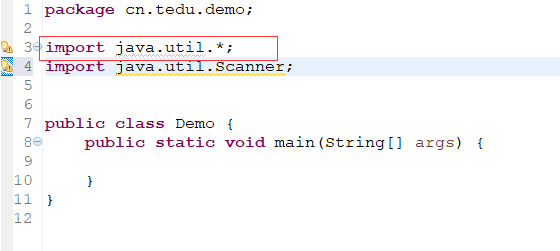 1 package cn.tedu.demo;
2
3 import java.util.*;
4 import java.util.Scanner;
5
6
7 public class Demo {
8     public static void main(String[] args) {
9
10     }
11 }
12